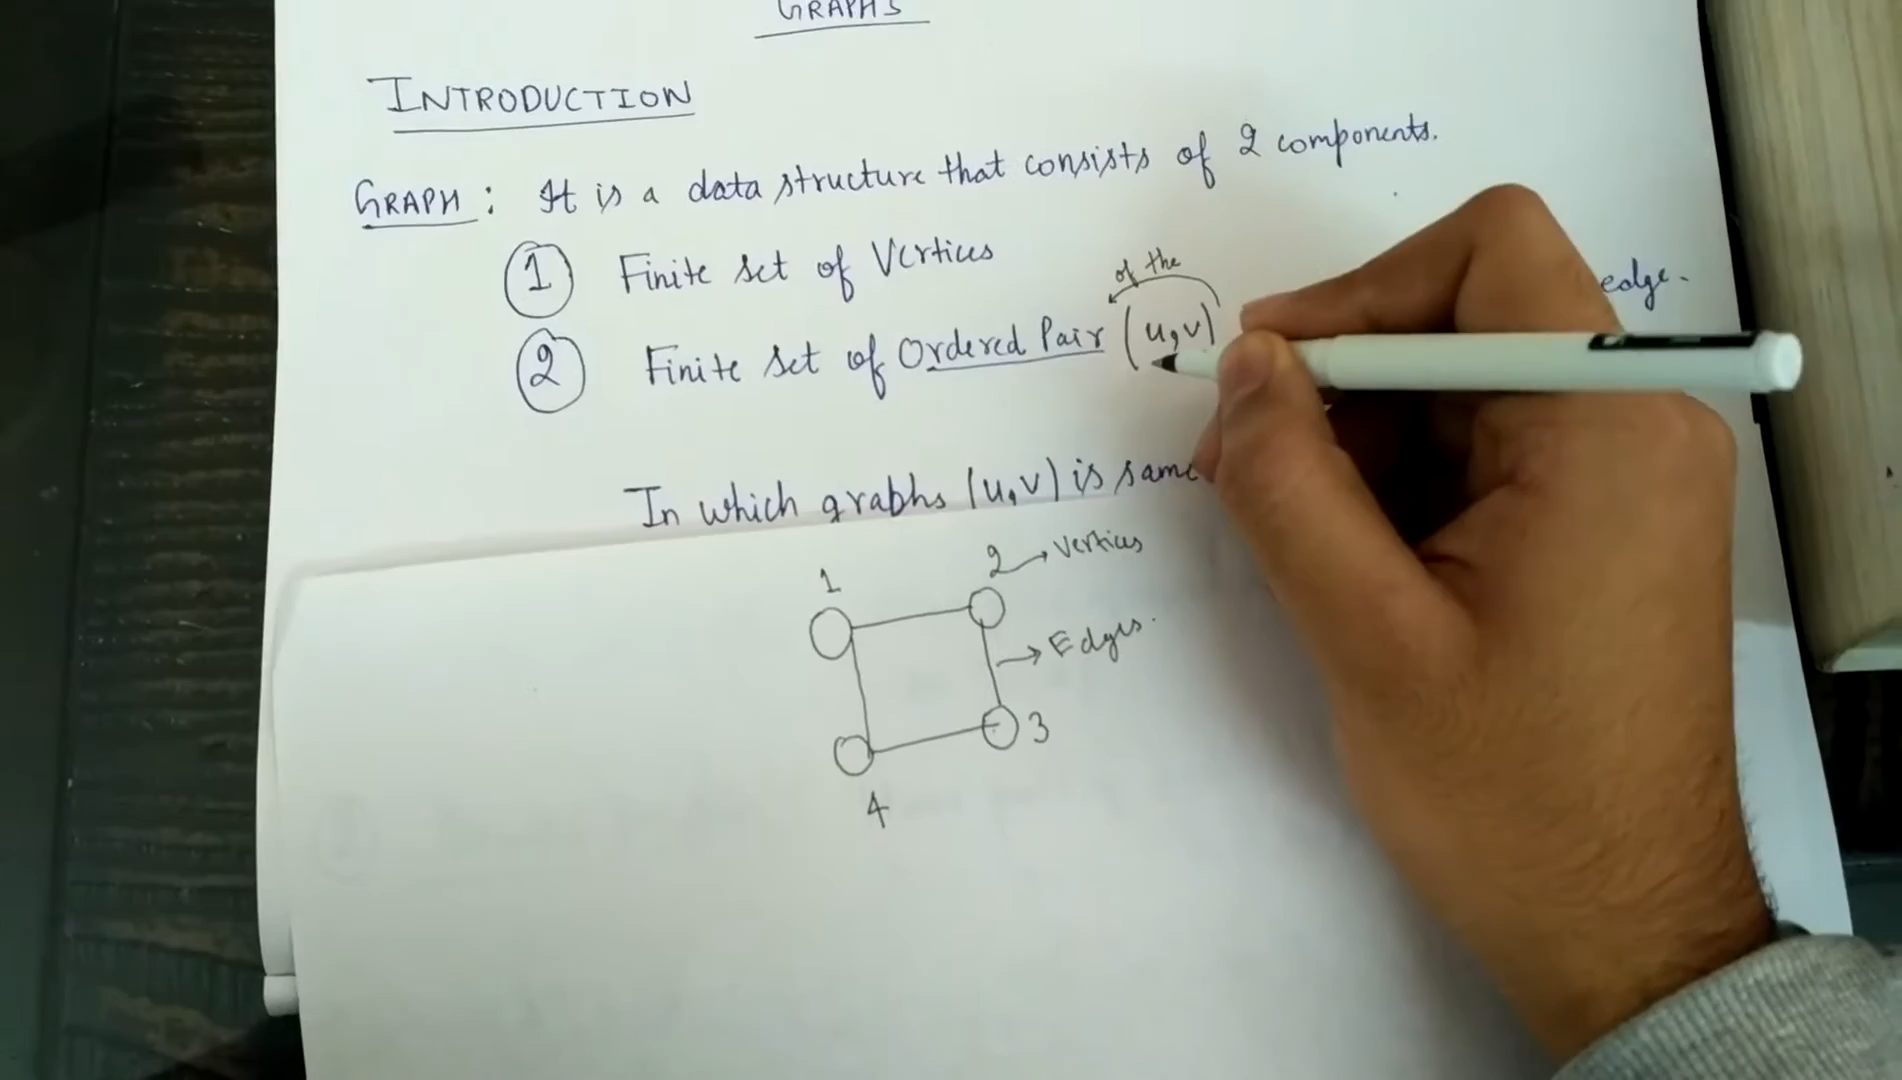 GRAPHS
INTRODUCTION
GRAPH : It is a data structure that consists of 2 components.
1 Finite set of Vertices
of the
edge.
2 Finite set of Ordered Pair (u,v)
In which graphs (u,v) is same
1
2 → Vertices
→ Edges.
3
4